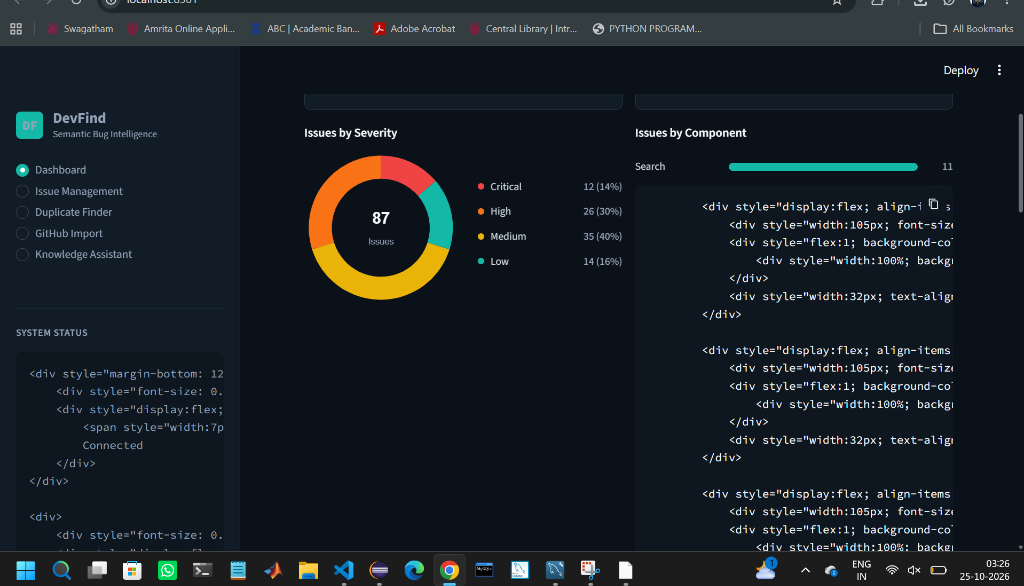 Swagatham
Amrita Online Appli...
ABC | Academic Ban...
Adobe Acrobat
Central Library | Intr...
PYTHON PROGRAM...
All Bookmarks
Deploy
DF
DevFind
Semantic Bug Intelligence
Dashboard
Issue Management
Duplicate Finder
GitHub Import
Knowledge Assistant
SYSTEM STATUS
<div style="margin-bottom: 12
<div style="font-size: 0.
<div style="display:flex;
<span style="width:7p
Connected
</div>
</div>
<div>
<div style="font-size: 0.
Issues by Severity
87
Issues
Critical 12 (14%)
High 26 (30%)
Medium 35 (40%)
Low 14 (16%)
Issues by Component
Search 11
<div style="display:flex; align-i s
<div style="width:105px; font-size
<div style="flex:1; background-col
<div style="width:100%; backg
</div>
<div style="width:32px; text-align
</div>
<div style="display:flex; align-items
<div style="width:105px; font-size
<div style="flex:1; background-col
<div style="width:100%; backg
</div>
<div style="width:32px; text-align
</div>
<div style="display:flex; align-items
<div style="width:105px; font-size
<div style="flex:1; background-col
<div style="width:100%; backg
ENG
IN
03:26
25-10-2026